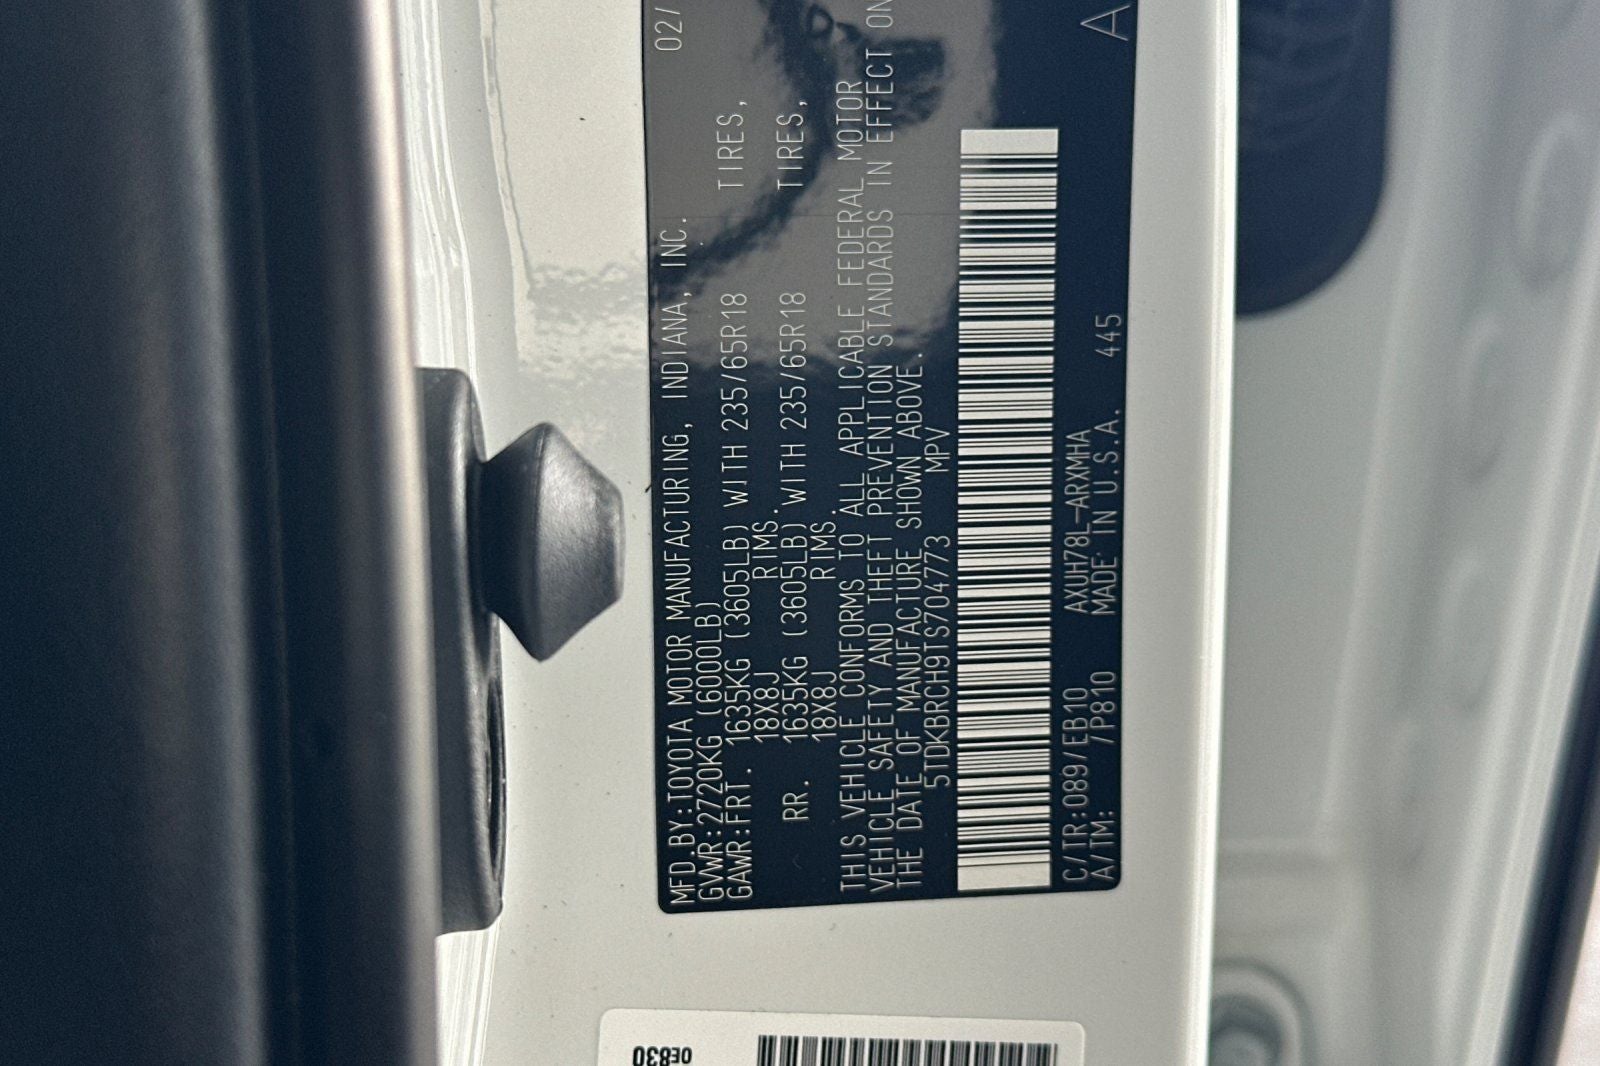 MFD.BY:TOYOTA MOTOR MANUFACTURING, INDIANA, INC. 02/
GVWR:2720KG (6000LB)
GAWR:FRT. 1635KG (3605LB) WITH 235/65R18 TIRES,
18X8J RIMS.
RR. 1635KG (3605LB) WITH 235/65R18 TIRES,
18X8J RIMS.
THIS VEHICLE CONFORMS TO ALL APPLICABLE FEDERAL MOTOR
VEHICLE SAFETY AND THEFT PREVENTION STANDARDS IN EFFECT ON
THE DATE OF MANUFACTURE SHOWN ABOVE.
5TDKBRCH9TS704773 MPV
C/TR:089/EB10 AXUH78L-ARXMHA
A/TM: /P810 MADE IN U.S.A. 445 A
0E830